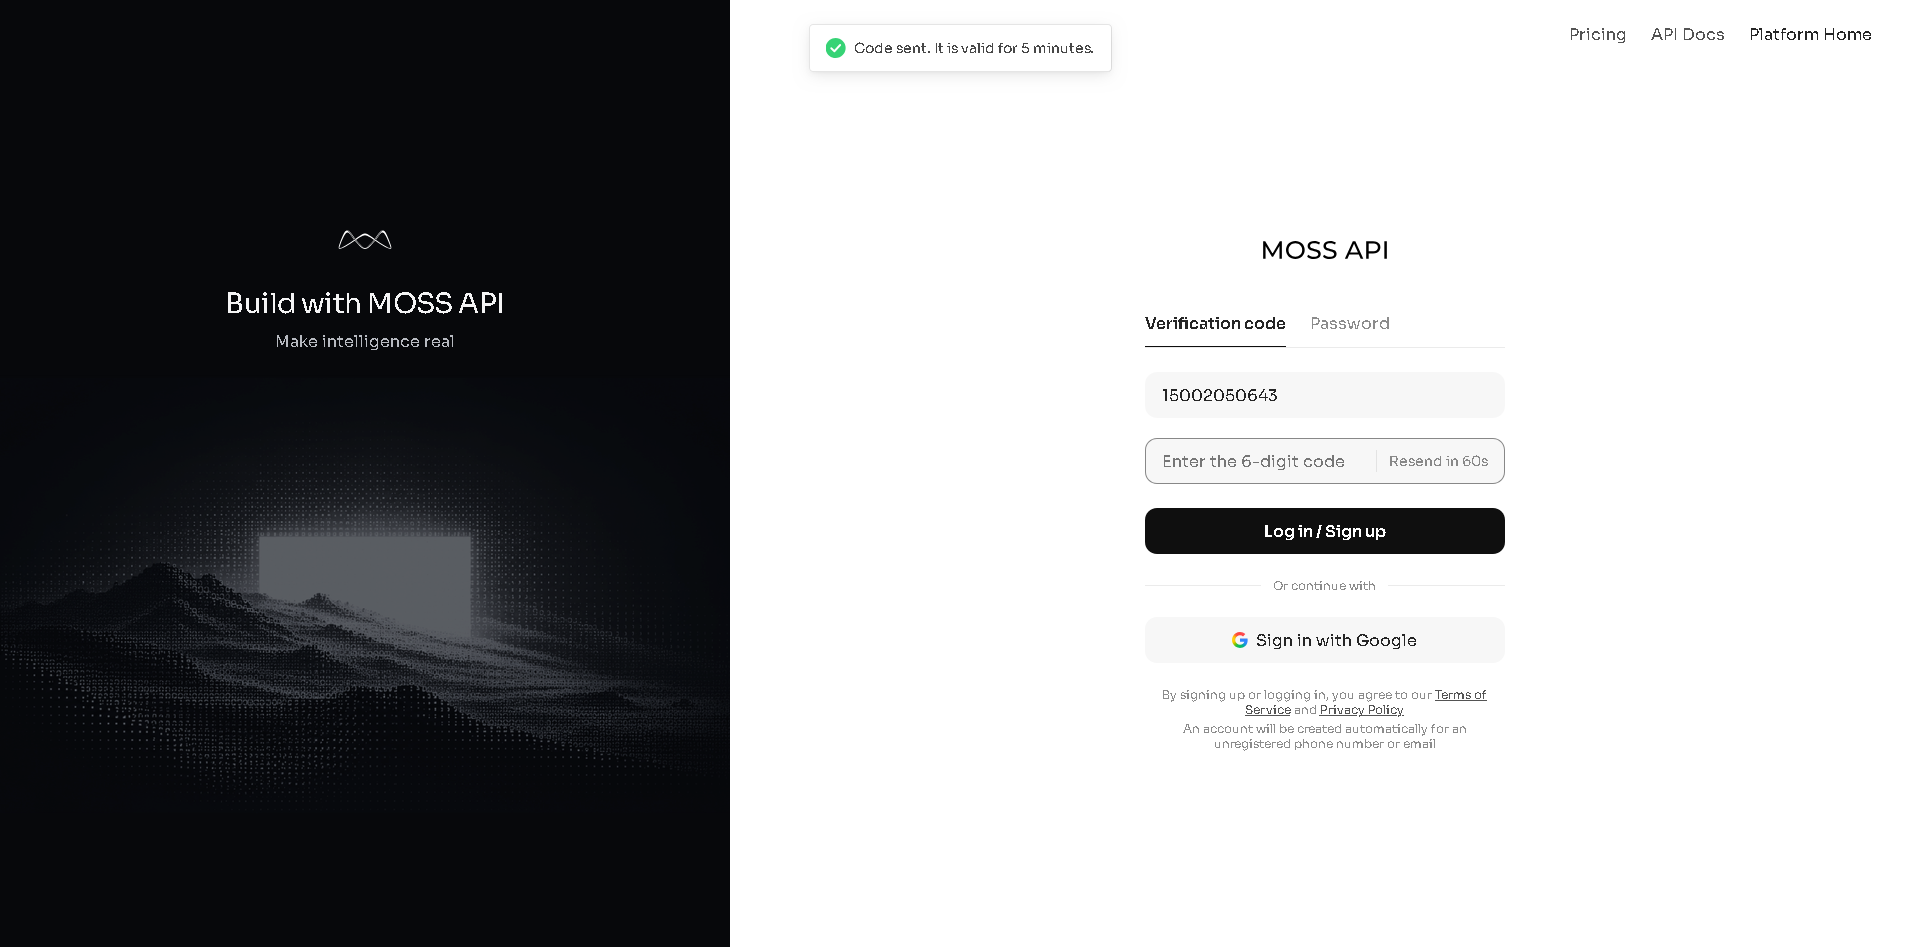 Code sent. It is valid for 5 minutes.
Pricing
API Docs
Platform Home
Build with MOSS API
Make intelligence real
MOSS API
Verification code
Password
15002050643
Enter the 6-digit code
Resend in 60s
Log in / Sign up
Or continue with
Sign in with Google
By signing up or logging in, you agree to our Terms of
Service and Privacy Policy
An account will be created automatically for an
unregistered phone number or email